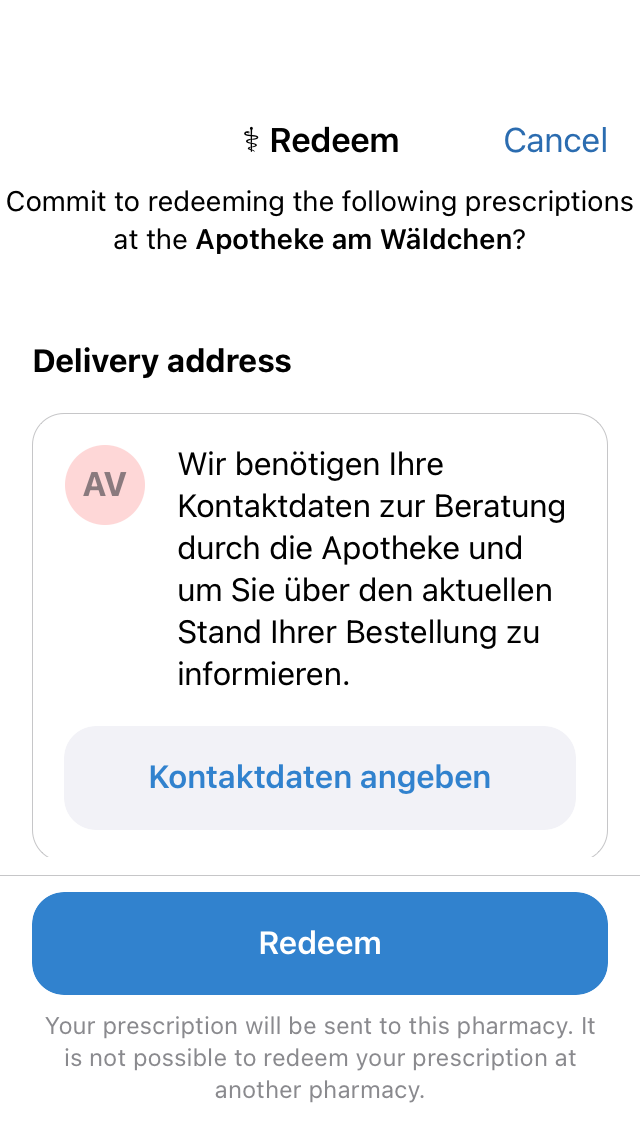 ⚕ Redeem
Cancel
Commit to redeeming the following prescriptions
at the Apotheke am Wäldchen?
Delivery address
AV
Wir benötigen Ihre
Kontaktdaten zur Beratung
durch die Apotheke und
um Sie über den aktuellen
Stand Ihrer Bestellung zu
informieren.
Kontaktdaten angeben
Redeem
Your prescription will be sent to this pharmacy. It
is not possible to redeem your prescription at
another pharmacy.